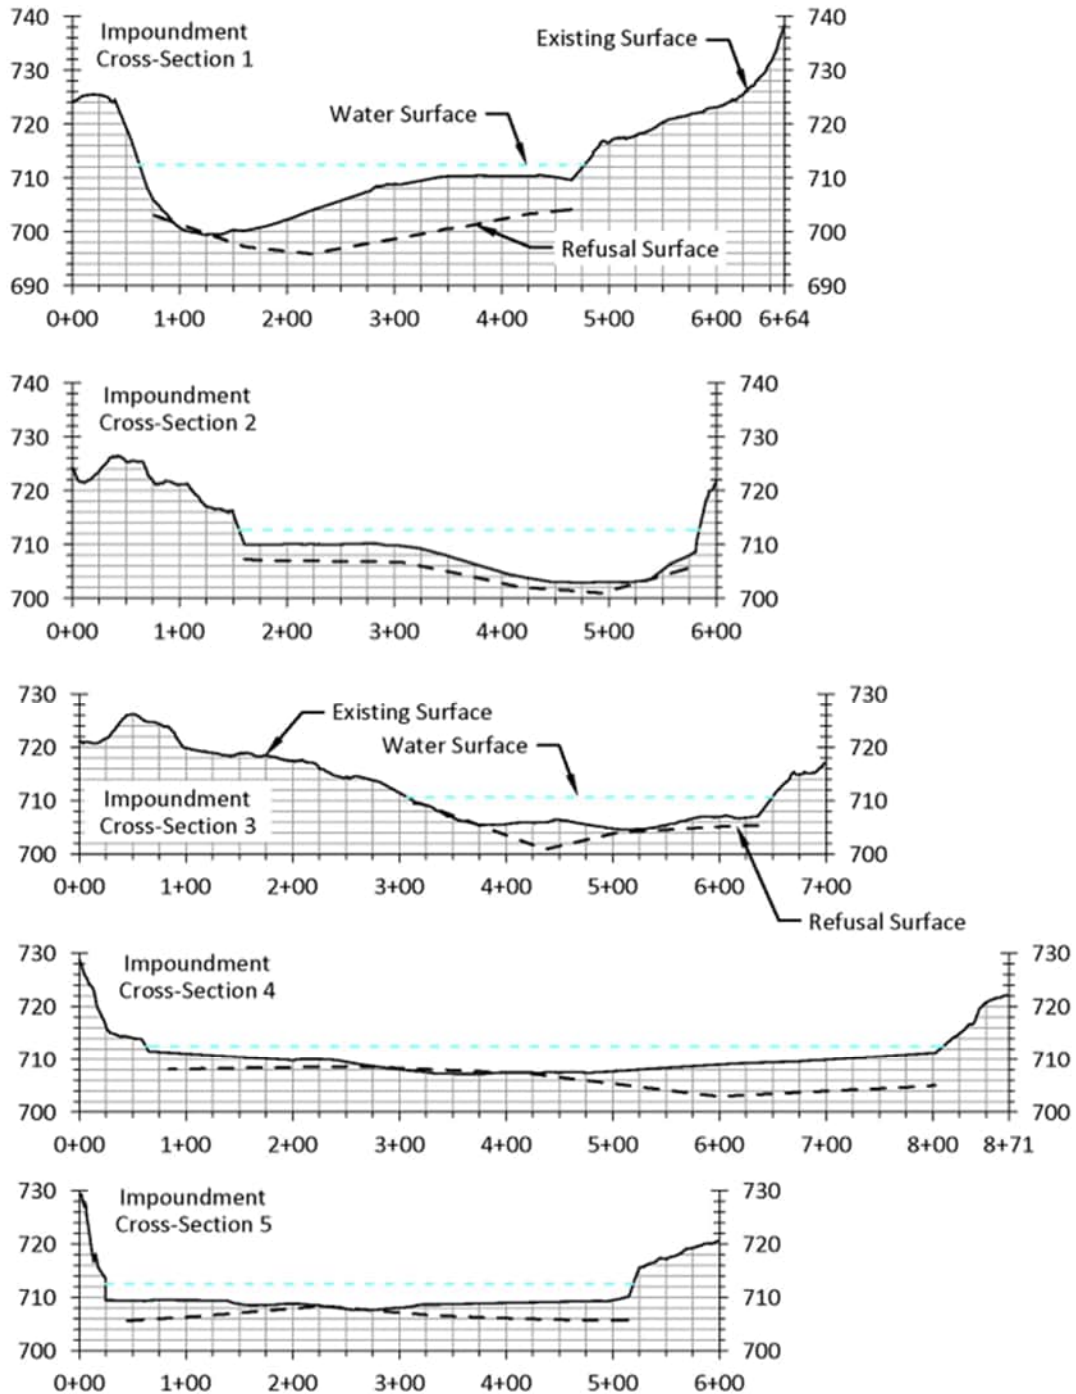 740 740
Impoundment
Cross-Section 1
Existing Surface
730 730
Water Surface
720 720
710 710
700 700
Refusal Surface
690 690
0+00 1+00 2+00 3+00 4+00 5+00 6+00 6+64
740 740
Impoundment
Cross-Section 2
730 730
720 720
710 710
700 700
0+00 1+00 2+00 3+00 4+00 5+00 6+00
730 730
Existing Surface
Water Surface
720 720
710 710
Impoundment
Cross-Section 3
700 700
0+00 1+00 2+00 3+00 4+00 5+00 6+00 7+00
Refusal Surface
730 730
Impoundment
Cross-Section 4
720 720
710 710
700 700
0+00 1+00 2+00 3+00 4+00 5+00 6+00 7+00 8+00 8+71
730 730
Impoundment
Cross-Section 5
720 720
710 710
700 700
0+00 1+00 2+00 3+00 4+00 5+00 6+00